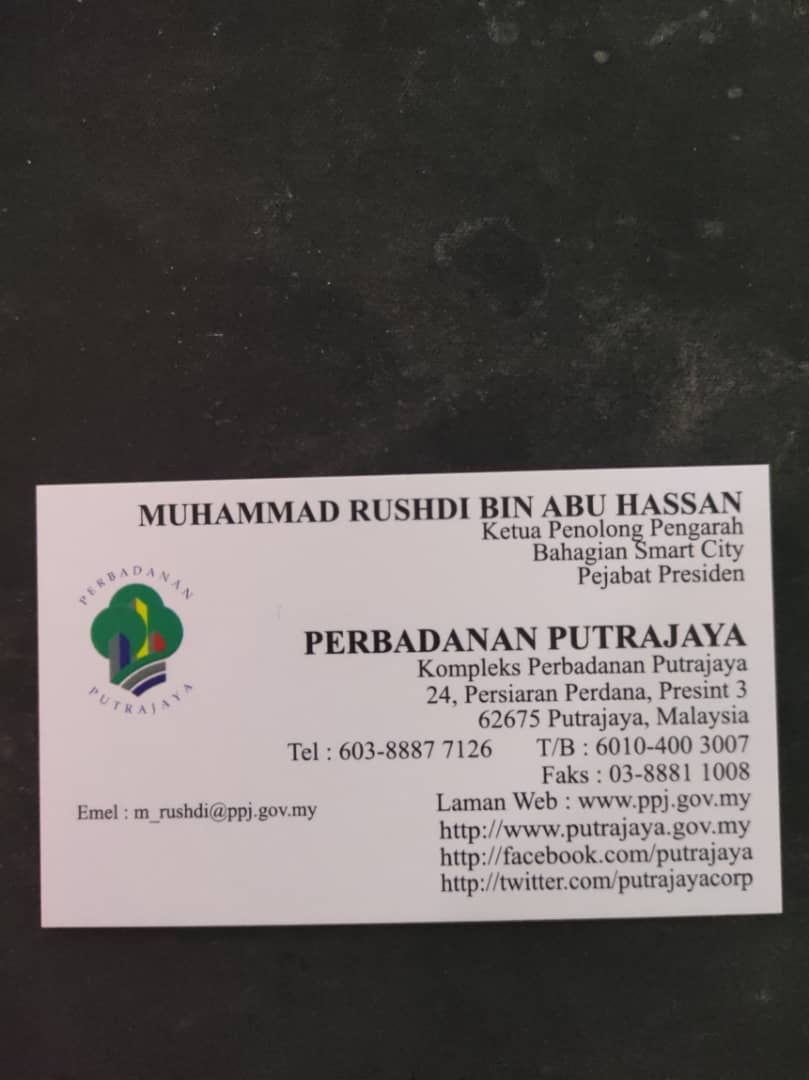 MUHAMMAD RUSHDI BIN ABU HASSAN
Ketua Penolong Pengarah
Bahagian Smart City
Pejabat Presiden
PERBADANAN
PUTRAJAYA
PERBADANAN PUTRAJAYA
Kompleks Perbadanan Putrajaya
24, Persiaran Perdana, Presint 3
62675 Putrajaya, Malaysia
Tel : 603-8887 7126 T/B : 6010-400 3007
Faks : 03-8881 1008
Emel : m_rushdi@ppj.gov.my Laman Web : www.ppj.gov.my
http://www.putrajaya.gov.my
http://facebook.com/putrajaya
http://twitter.com/putrajayacorp